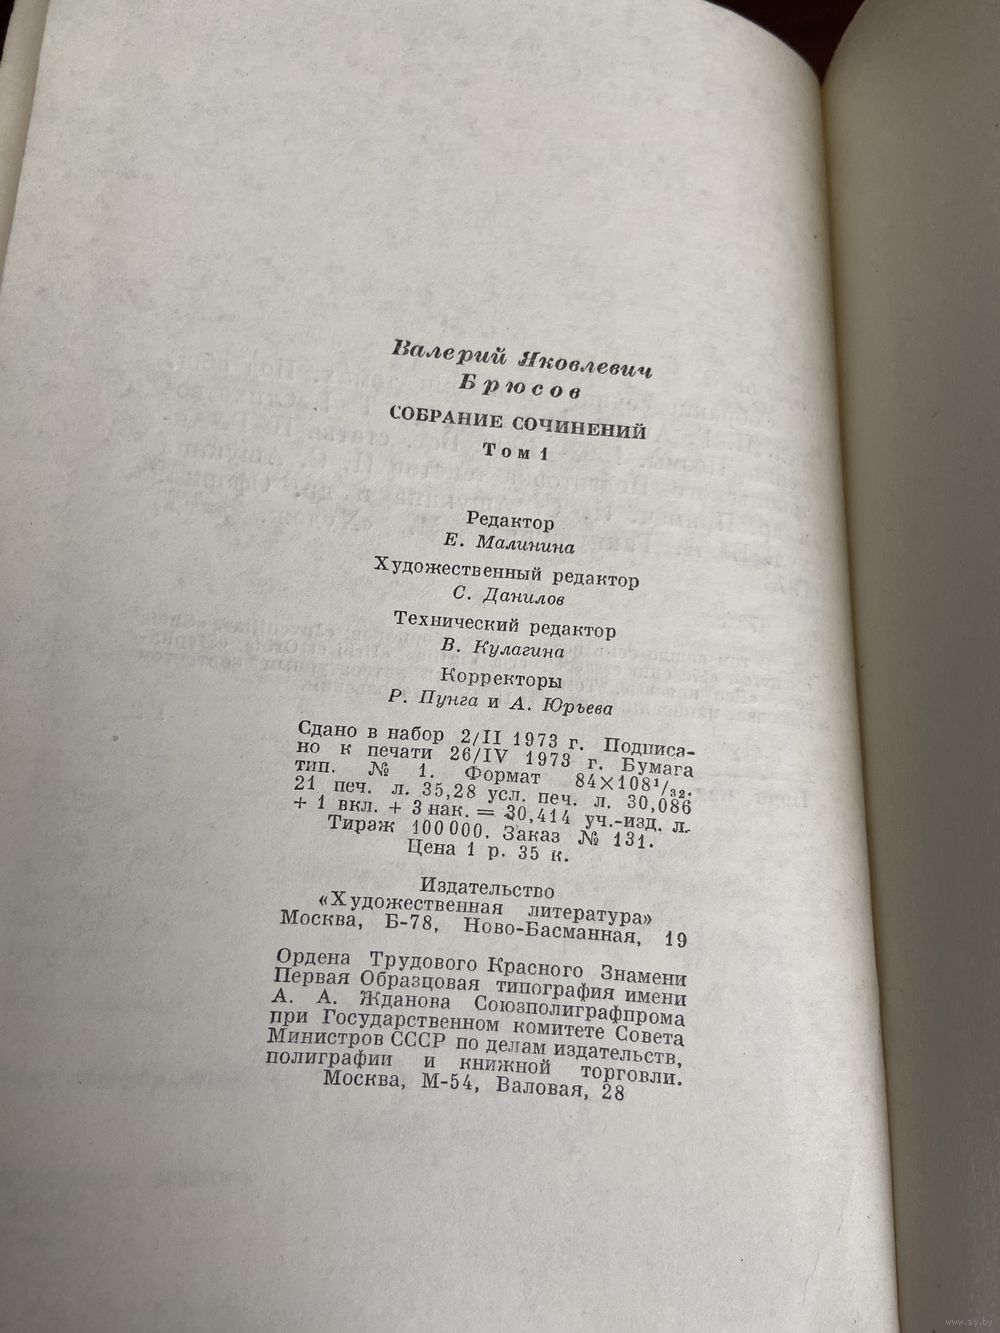 Валерий Яковлевич
Брюсов
СОБРАНИЕ СОЧИНЕНИЙ
Том 1
Редактор
Е. Малинина
Художественный редактор
С. Данилов
Технический редактор
В. Кулагина
Корректоры
Р. Пунга и А. Юрьева
Сдано в набор 2/II 1973 г. Подписа-
но к печати 26/IV 1973 г. Бумага
тип. № 1. Формат 84×108¹/₃₂.
21 печ. л. 35,28 усл. печ. л. 30,086
+ 1 вкл. + 3 нак. = 30,414 уч.-изд. л.
Тираж 100 000. Заказ № 131.
Цена 1 р. 35 к.
Издательство
«Художественная литература»
Москва, Б-78, Ново-Басманная, 19
Ордена Трудового Красного Знамени
Первая Образцовая типография имени
А. А. Жданова Союзполиграфпрома
при Государственном комитете Совета
Министров СССР по делам издательств,
полиграфии и книжной торговли.
Москва, М-54, Валовая, 28
www.ay.by